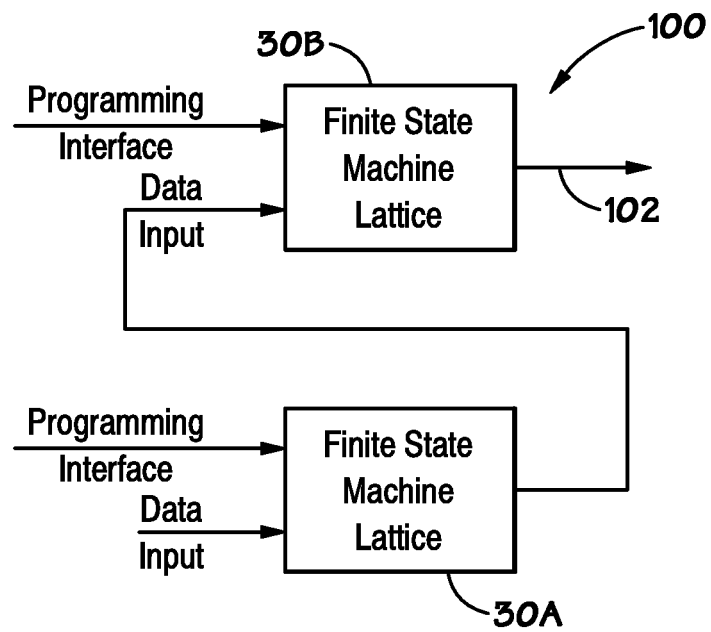 30B
100
Programming
Interface
Data
Input
Finite State
Machine
Lattice
102
Programming
Interface
Data
Input
Finite State
Machine
Lattice
30A